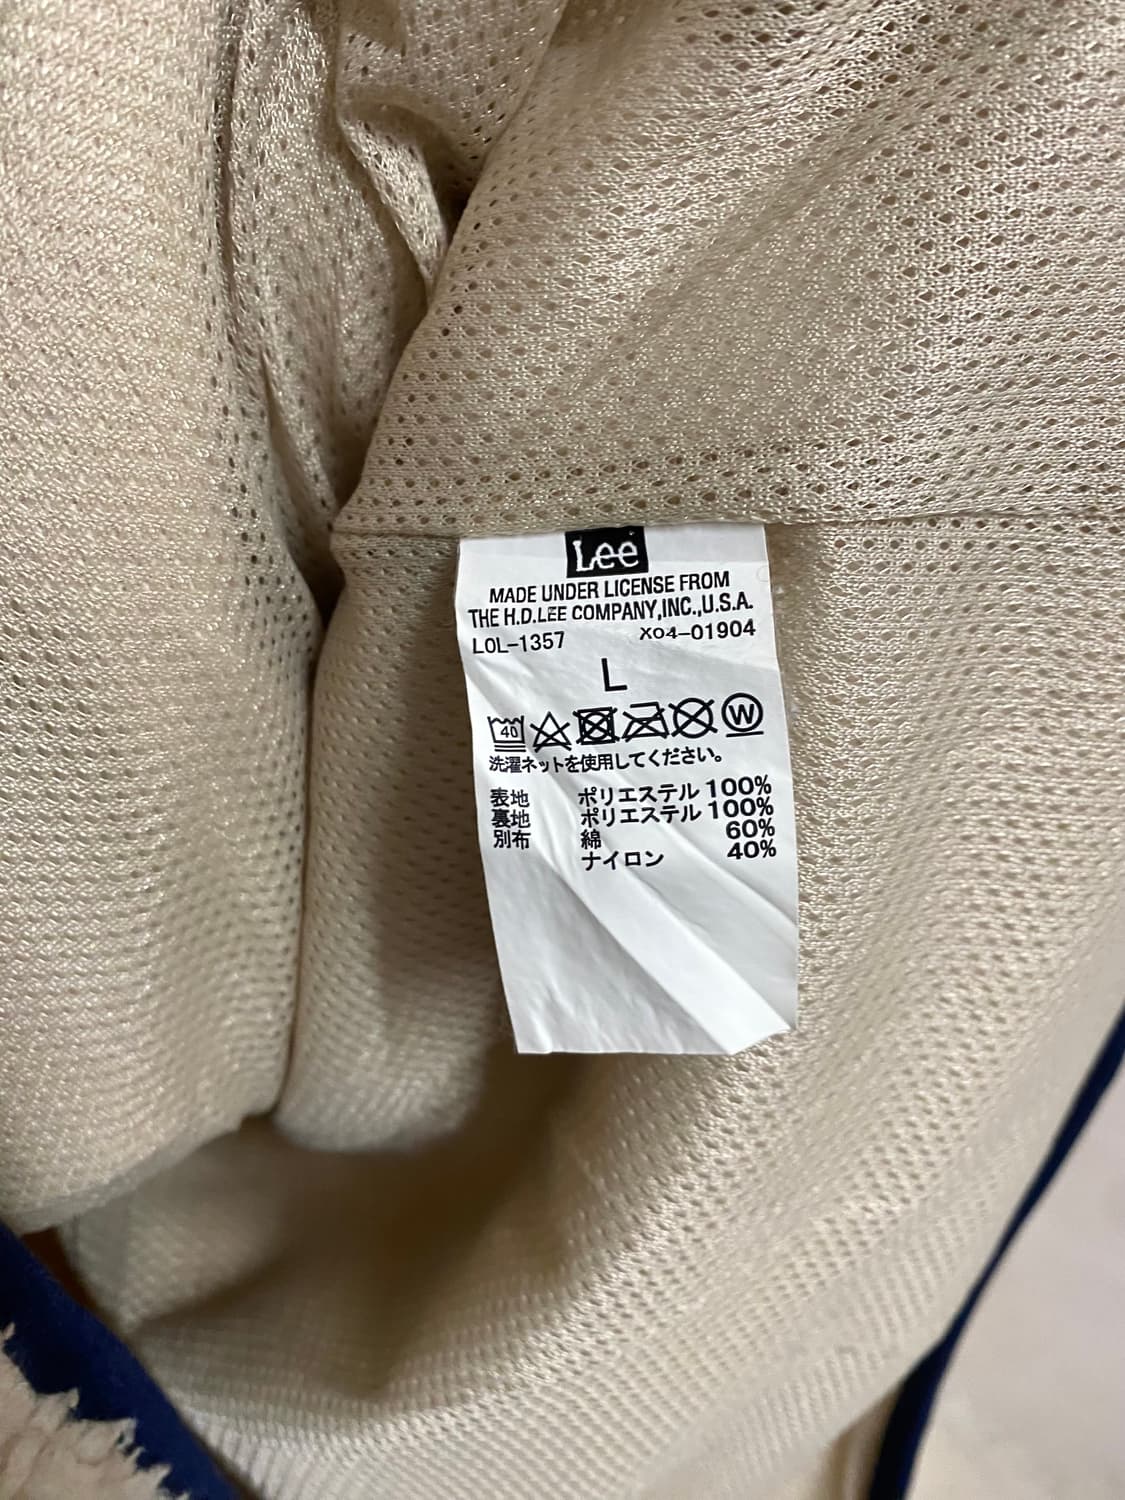 Lee
MADE UNDER LICENSE FROM
THE H.D.LEE COMPANY,INC.,U.S.A.
LOL-1357 X04-01904
L
40 W
洗濯ネットを使用してください。
表地 ポリエステル 100%
裏地 ポリエステル 100%
別布 綿 60%
ナイロン 40%